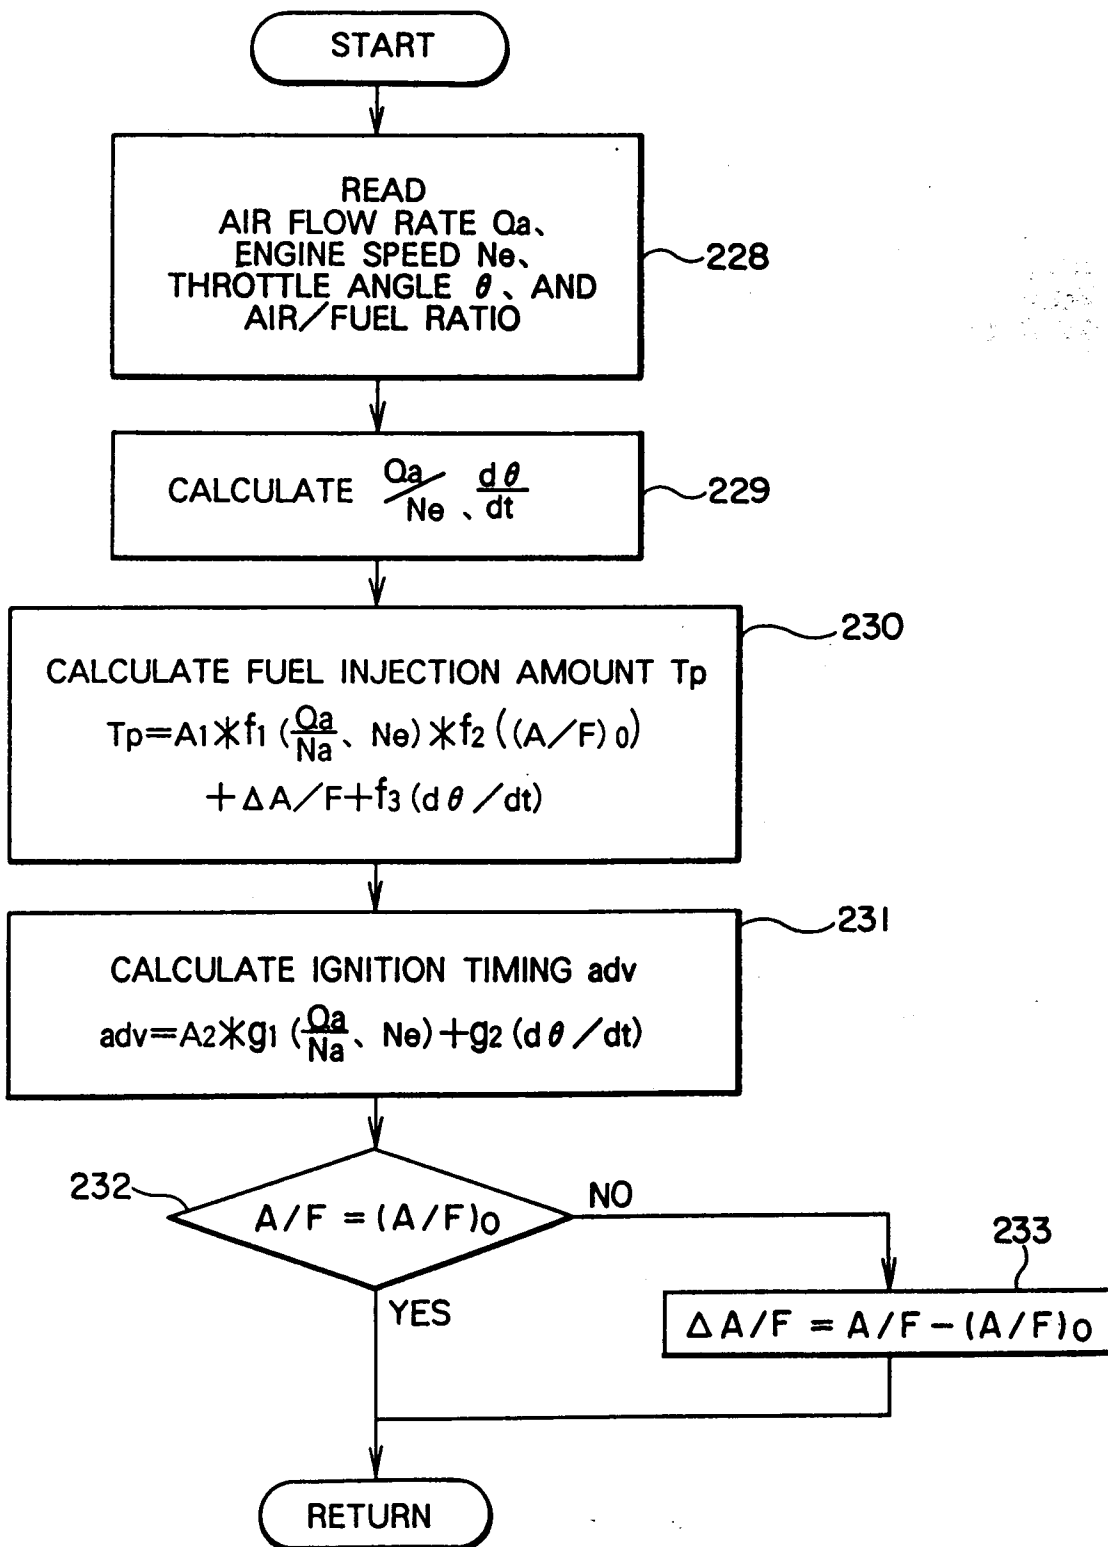 START
READ
AIR FLOW RATE Qa、
ENGINE SPEED Ne、
THROTTLE ANGLE θ、AND
AIR/FUEL RATIO
228
CALCULATE Qa/Ne、dθ/dt
229
230
CALCULATE FUEL INJECTION AMOUNT Tp
Tp=A1*f1(Qa/Na、Ne)*f2((A/F)0)
+ΔA/F+f3(dθ/dt)
231
CALCULATE IGNITION TIMING adv
adv=A2*g1(Qa/Na、Ne)+g2(dθ/dt)
232
A/F=(A/F)0
NO
YES
233
ΔA/F=A/F-(A/F)0
RETURN